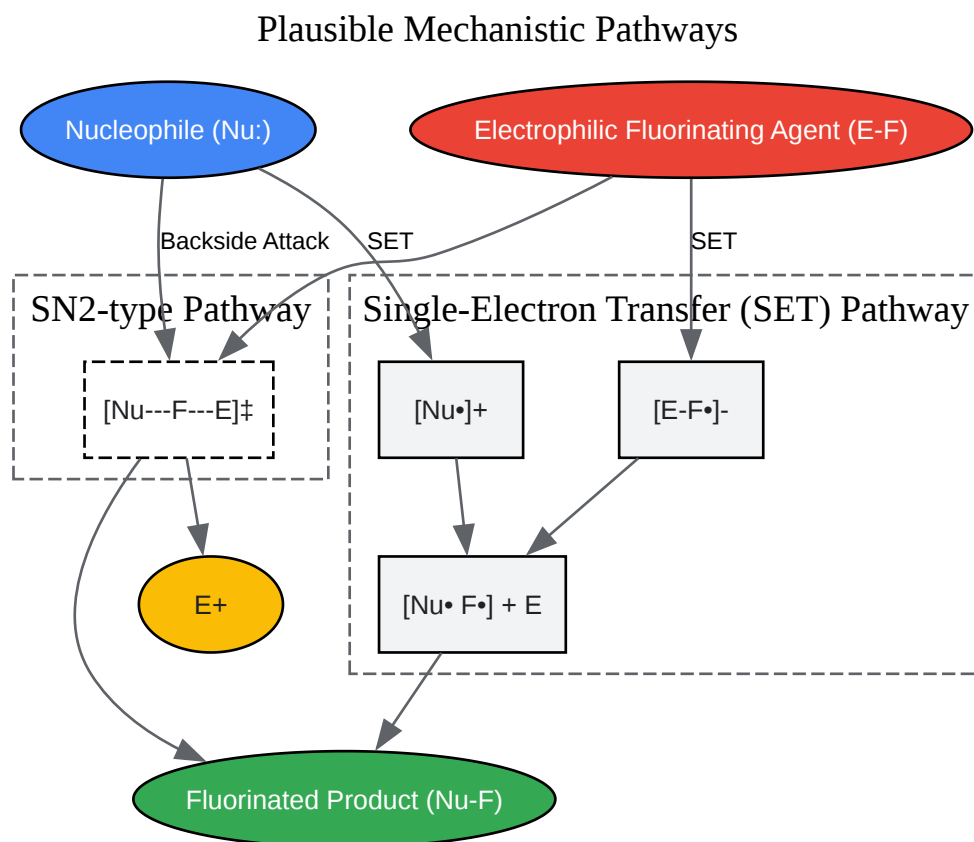 Plausible Mechanistic Pathways
Nucleophile (Nu:)
Electrophilic Fluorinating Agent (E-F)
Backside Attack
SET
SET
SN2-type Pathway
Single-Electron Transfer (SET) Pathway
[Nu---F---E]‡
[Nu•]+
[E-F•]-
E+
[Nu• F•] + E
Fluorinated Product (Nu-F)